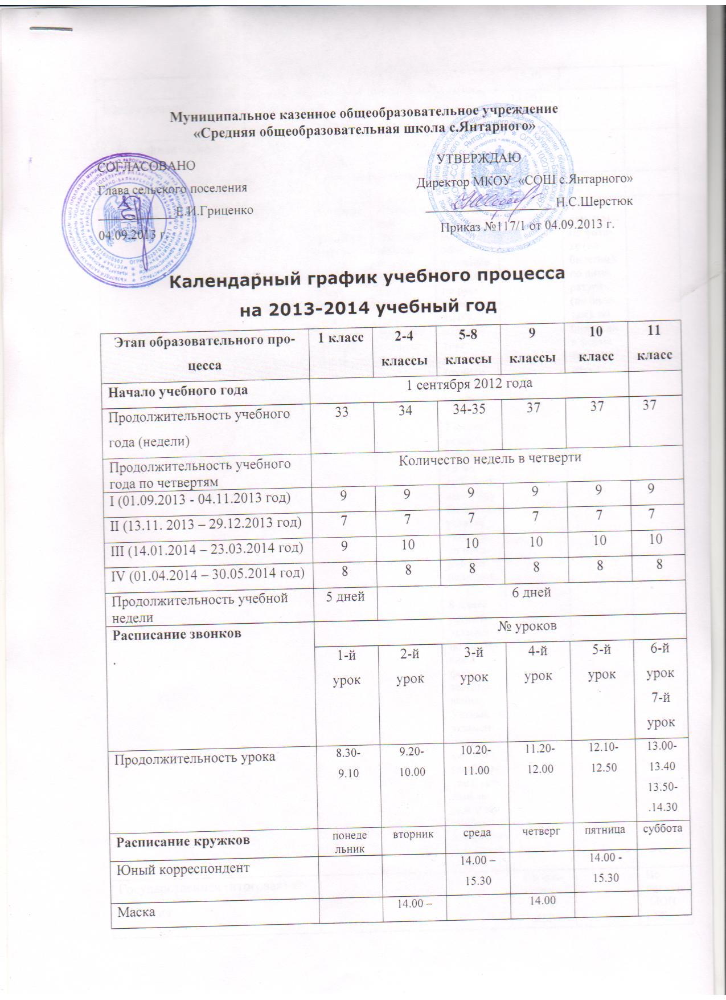 Муниципальное казенное общеобразовательное учреждение
«Средняя общеобразовательная школа с.Янтарного»
СОГЛАСОВАНО
Глава сельского поселения
____________Е.И.Гриценко
04.09.2013 г.
УТВЕРЖДАЮ
Директор МКОУ «СОШ с.Янтарного»
____________________ Н.С.Шерстюк
Приказ №117/1 от 04.09.2013 г.
Календарный график учебного процесса
на 2013-2014 учебный год
Этап образовательного про-
цесса
1 класс
2-4
классы
5-8
классы
9
классы
10
класс
11
класс
Начало учебного года
1 сентября 2012 года
Продолжительность учебного
года (недели)
33 34 34-35 37 37 37
Продолжительность учебного
года по четвертям
Количество недель в четверти
I (01.09.2013 - 04.11.2013 год) 9 9 9 9 9 9
II (13.11. 2013 – 29.12.2013 год) 7 7 7 7 7 7
III (14.01.2014 – 23.03.2014 год) 9 10 10 10 10 10
IV (01.04.2014 – 30.05.2014 год) 8 8 8 8 8 8
Продолжительность учебной
недели
5 дней 6 дней
Расписание звонков
.
№ уроков
1-й
урок
2-й
урок
3-й
урок
4-й
урок
5-й
урок
6-й
урок
7-й
урок
Продолжительность урока
8.30-
9.10
9.20-
10.00
10.20-
11.00
11.20-
12.00
12.10-
12.50
13.00-
13.40
13.50-
.14.30
Расписание кружков
понеде
льник
вторник
среда
четверг
пятница
суббота
Юный корреспондент
14.00 –
15.30
14.00 -
15.30
Маска
14.00 –
14.00